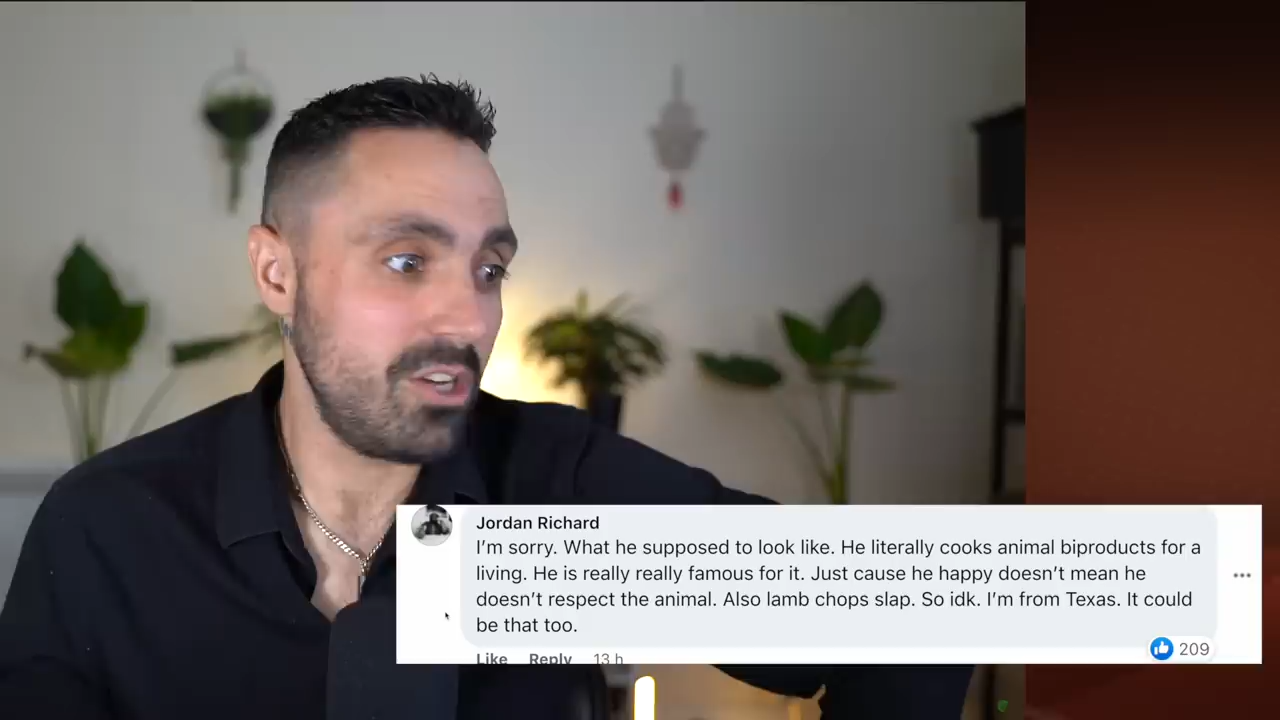 Jordan Richard
I'm sorry. What he supposed to look like. He literally cooks animal biproducts for a
living. He is really really famous for it. Just cause he happy doesn't mean he
doesn't respect the animal. Also lamb chops slap. So idk. I'm from Texas. It could
be that too.
209
Like Reply 13 h